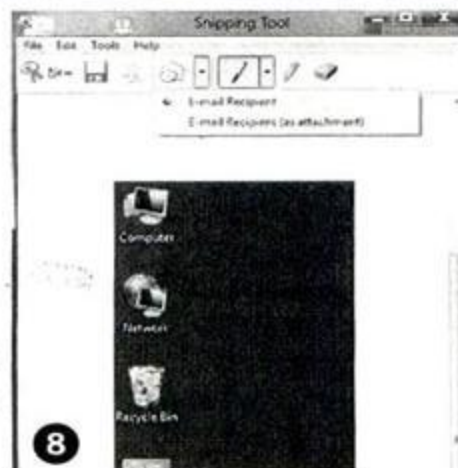 Snipping Tool
File Edit Tools Help
New
E-mail Recipient
E-mail Recipient (as attachment)
Computer
Network
Recycle Bin
8